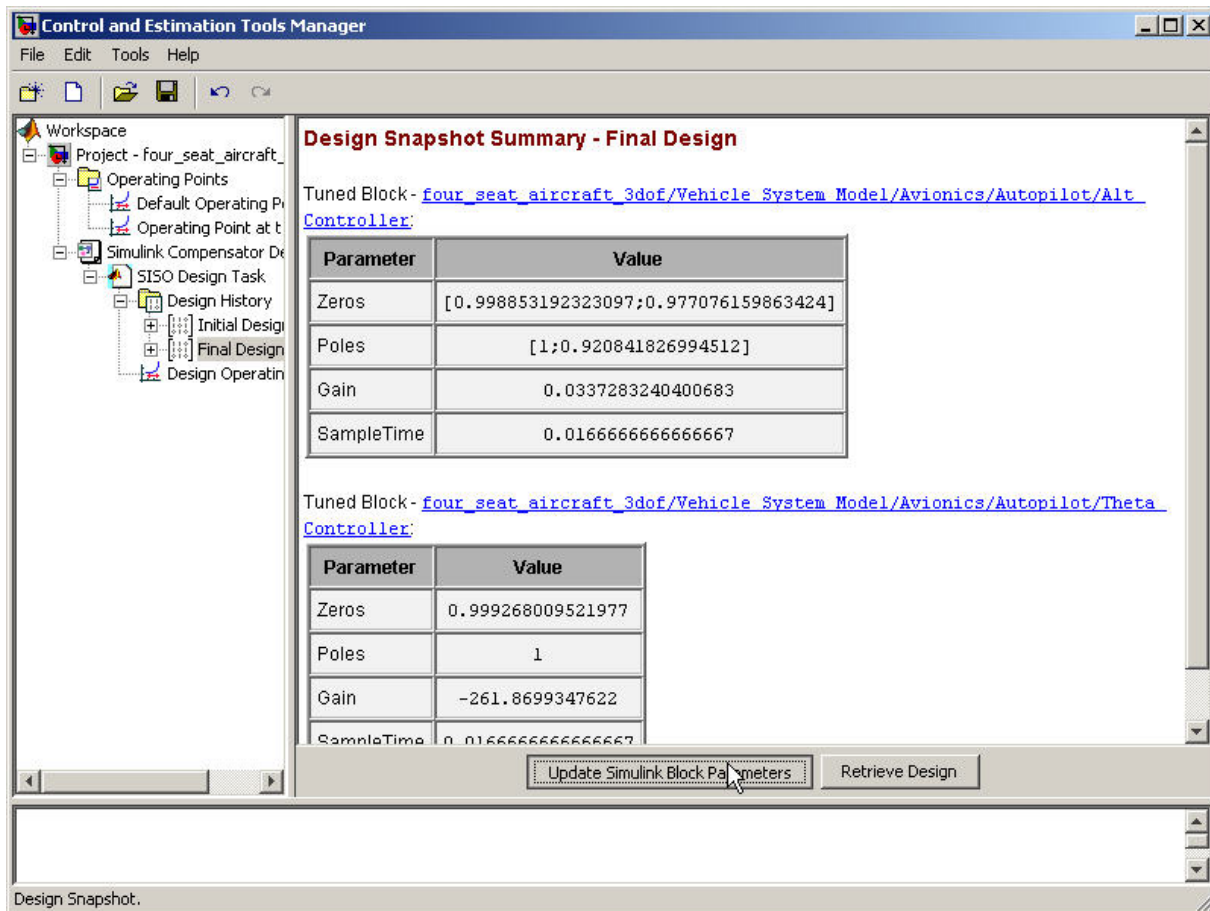 Control and Estimation Tools Manager
File Edit Tools Help
Workspace
Project - four_seat_aircraft_
Operating Points
Default Operating P
Operating Point at t
Simulink Compensator De
SISO Design Task
Design History
Initial Desig
Final Design
Design Operatin
Design Snapshot Summary - Final Design
Tuned Block - four_seat_aircraft_3dof/Vehicle System Model/Avionics/Autopilot/Alt
Controller:
Parameter Value
Zeros [0.998853192323097;0.977076159863424]
Poles [1;0.920841826994512]
Gain 0.0337283240400683
SampleTime 0.0166666666666667
Tuned Block - four_seat_aircraft_3dof/Vehicle System Model/Avionics/Autopilot/Theta
Controller:
Parameter Value
Zeros 0.999268009521977
Poles 1
Gain -261.8699347622
SampleTime 0.0166666666666667
Update Simulink Block Parameters Retrieve Design
Design Snapshot.